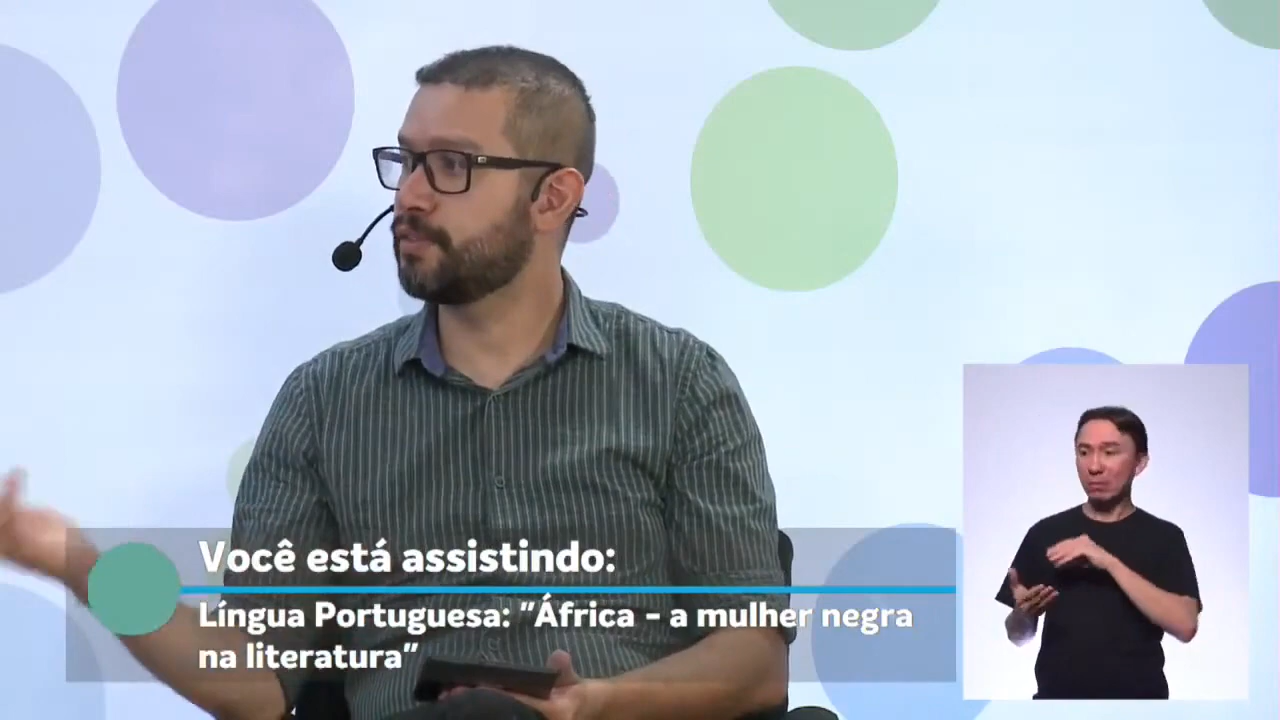 Você está assistindo:
Língua Portuguesa: "África - a mulher negra
na literatura"